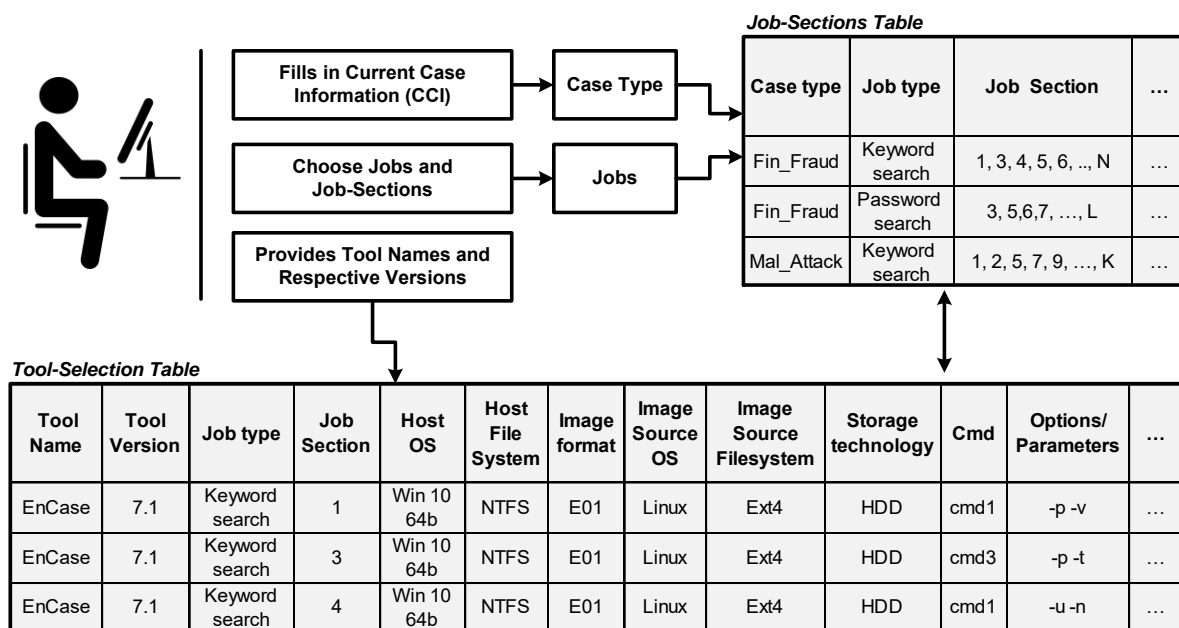 Job-Sections Table
Fills in Current Case
Information (CCI)
Case Type
Choose Jobs and
Job-Sections
Jobs
Provides Tool Names and
Respective Versions
Case type Job type Job Section …
Fin_Fraud Keyword search 1, 3, 4, 5, 6, .., N …
Fin_Fraud Password search 3, 5,6,7, …, L …
Mal_Attack Keyword search 1, 2, 5, 7, 9, …, K …
Tool-Selection Table
Tool Name Tool Version Job type Job Section Host OS Host File System Image format Image Source OS Image Source Filesystem Storage technology Cmd Options/ Parameters …
EnCase 7.1 Keyword search 1 Win 10 64b NTFS E01 Linux Ext4 HDD cmd1 -p -v …
EnCase 7.1 Keyword search 3 Win 10 64b NTFS E01 Linux Ext4 HDD cmd3 -p -t …
EnCase 7.1 Keyword search 4 Win 10 64b NTFS E01 Linux Ext4 HDD cmd1 -u -n …